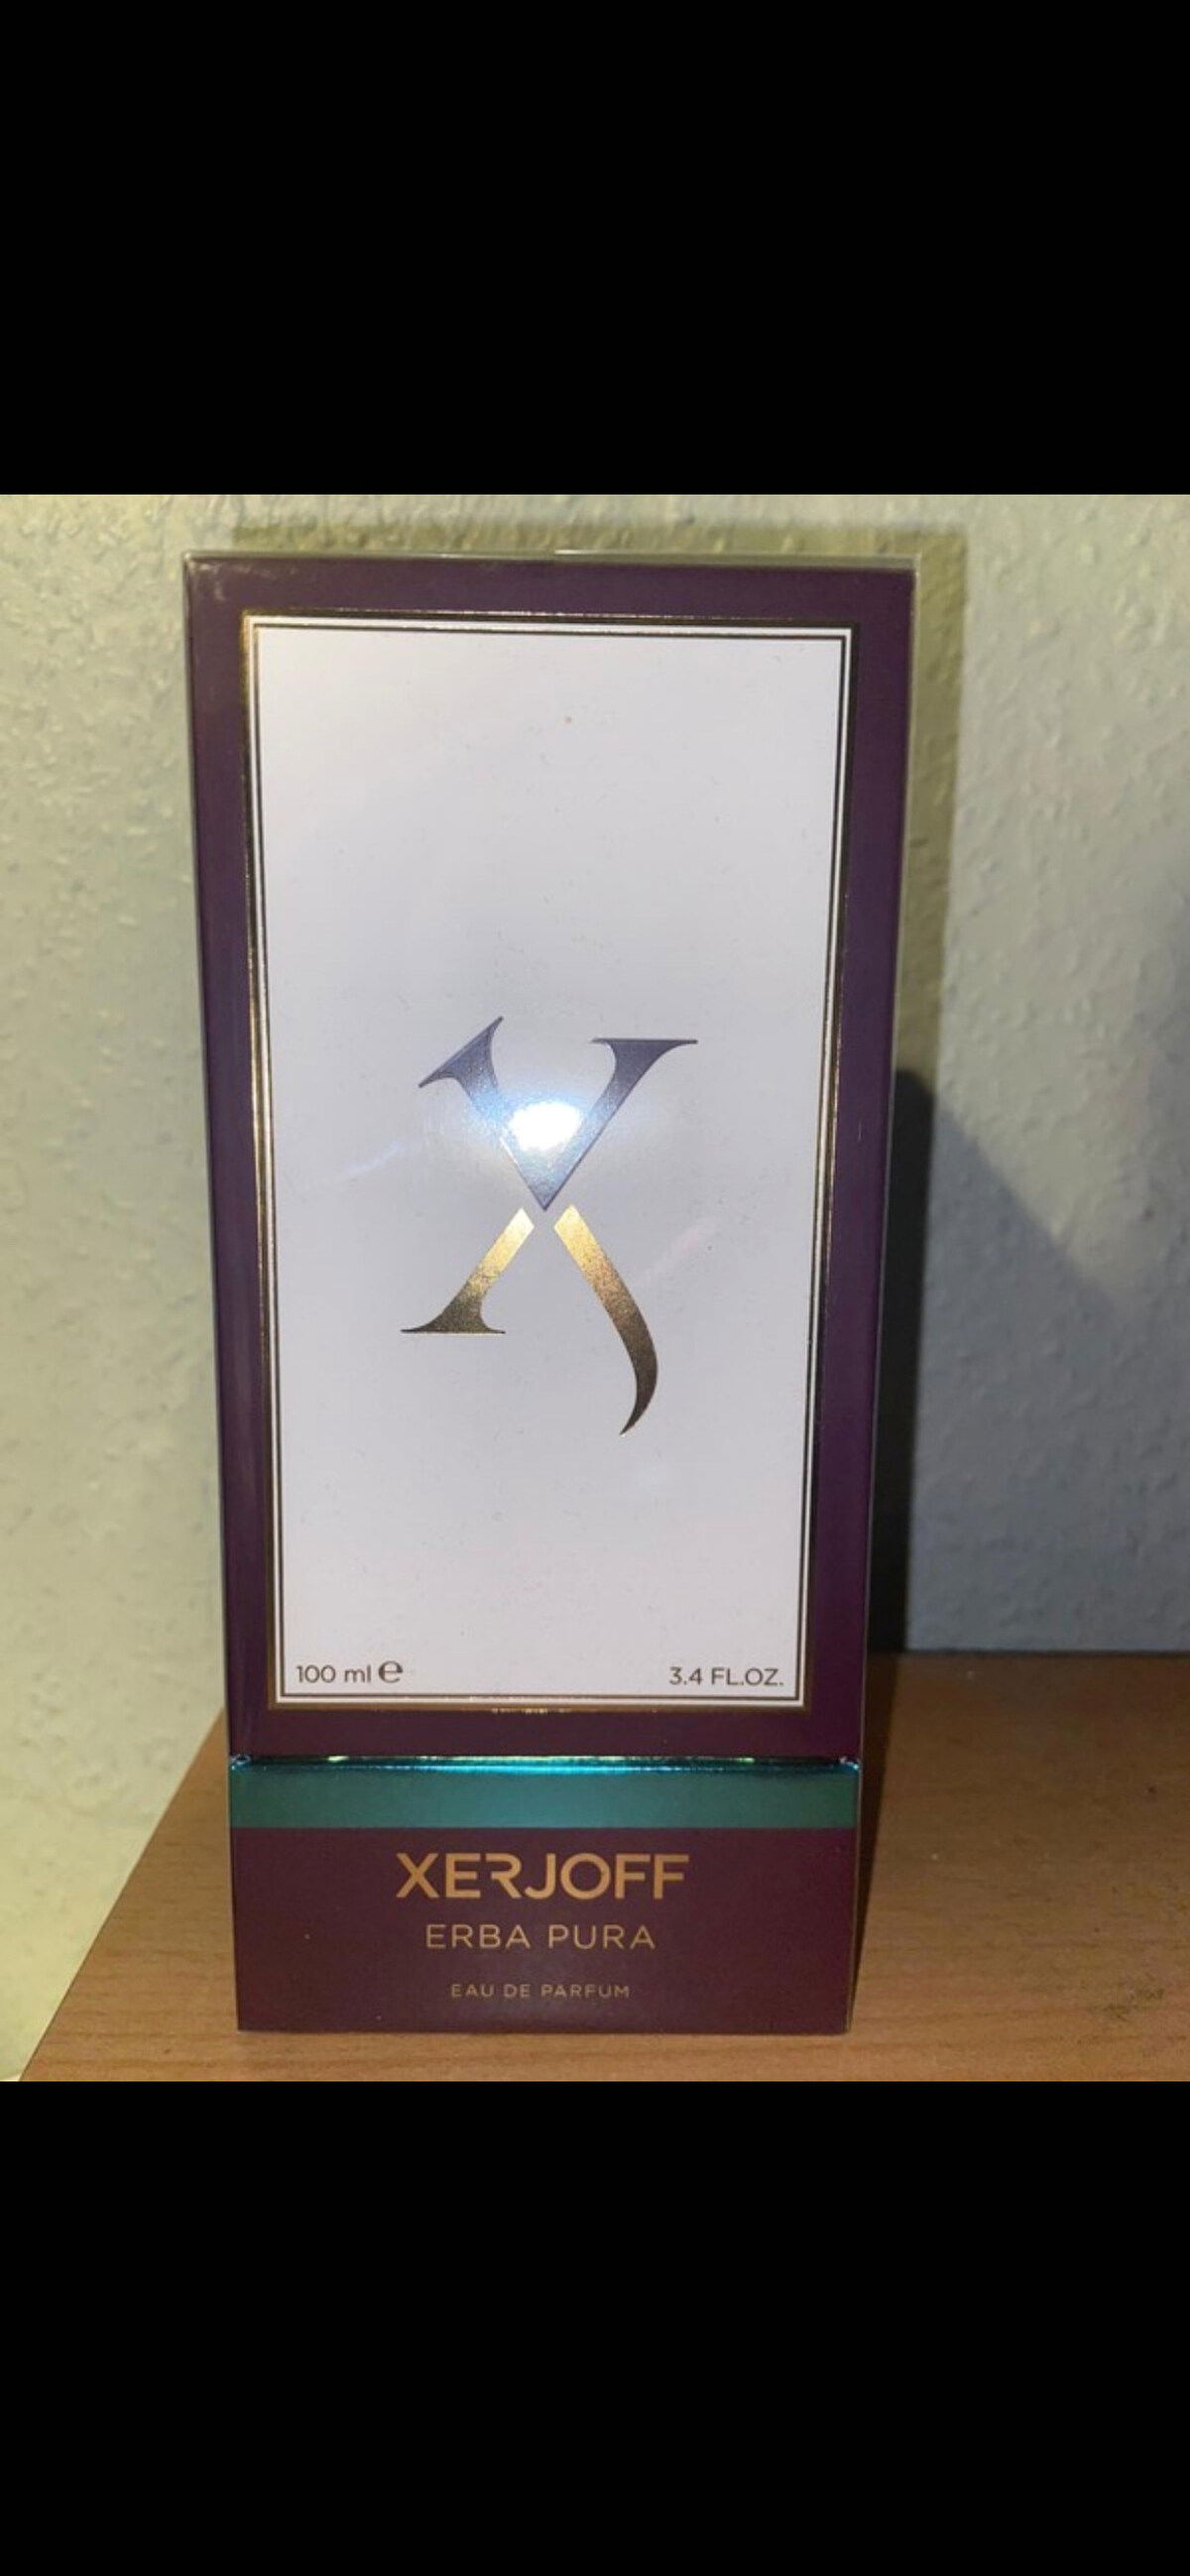 X
100 ml ℮
3.4 FL.OZ.
XERJOFF
ERBA PURA
EAU DE PARFUM